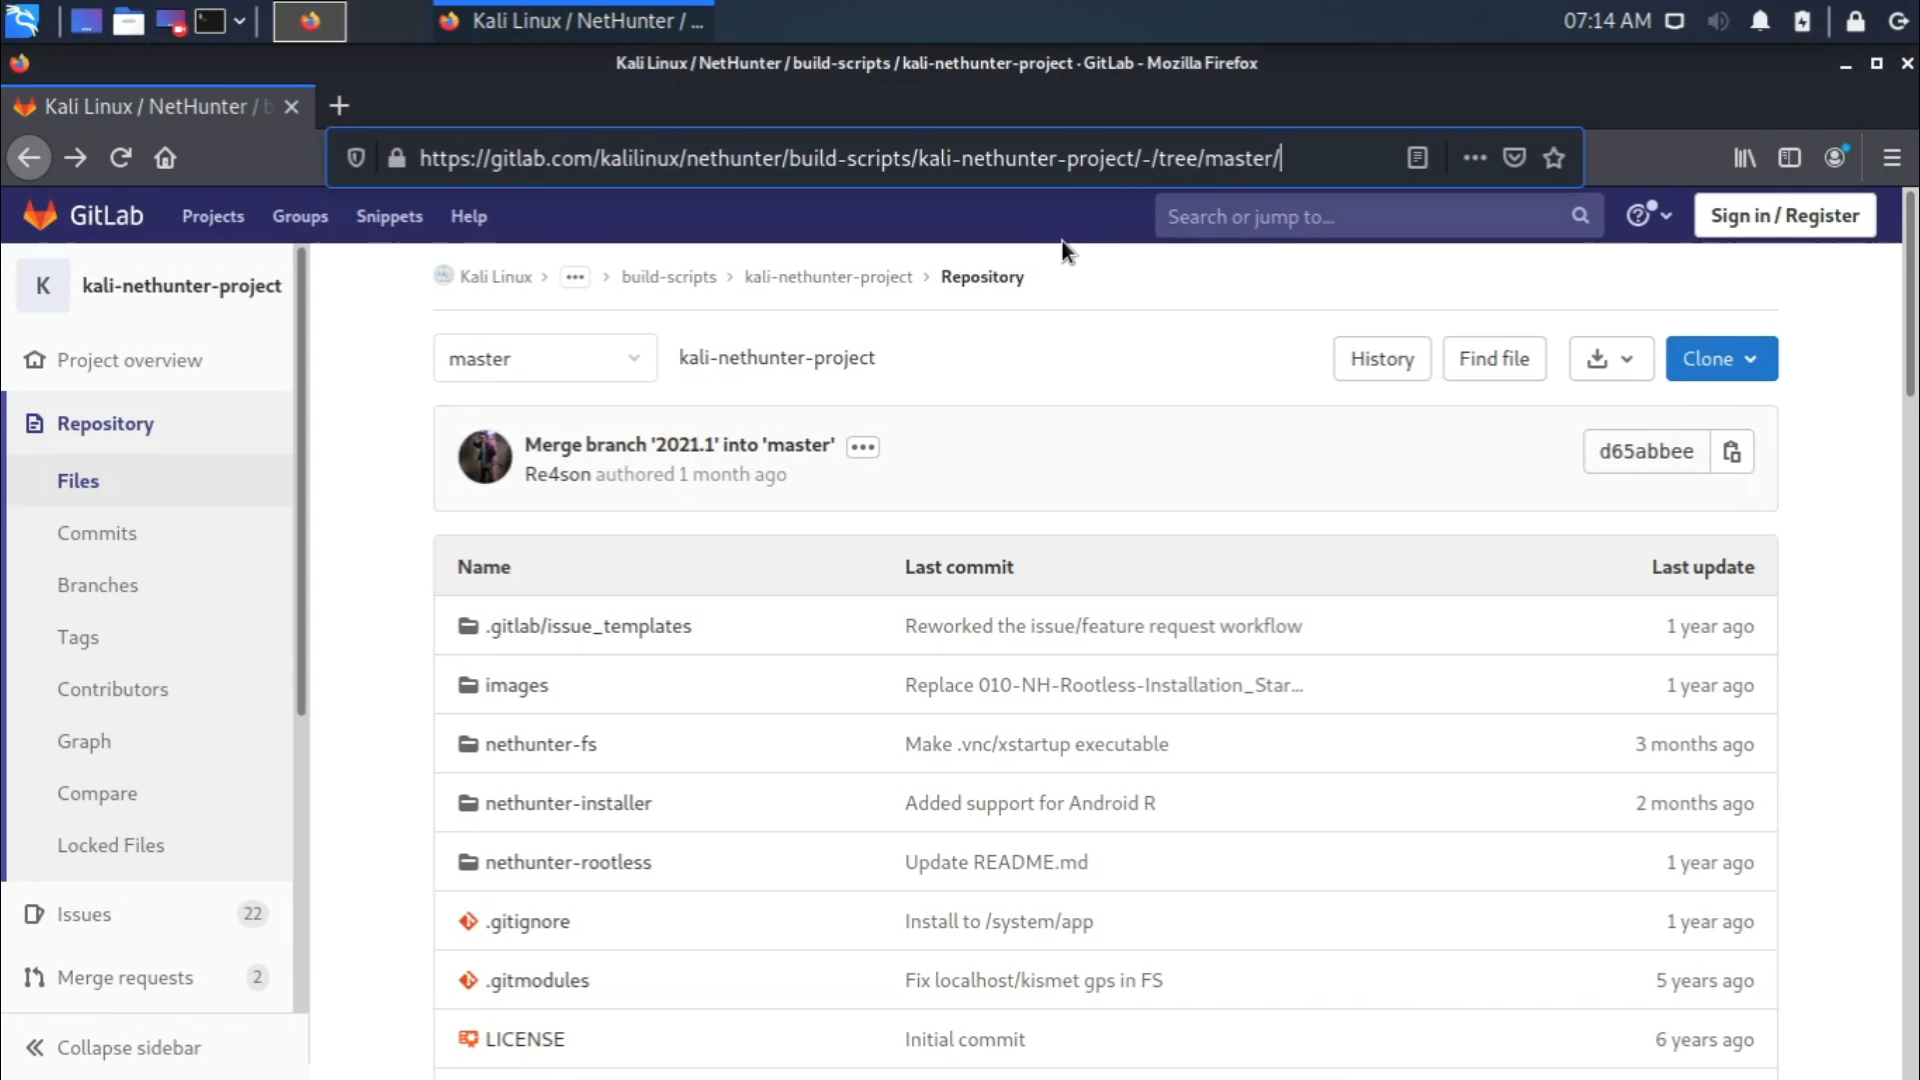 Kali Linux / NetHunter / ...
07:14 AM
Kali Linux / NetHunter / build-scripts / kali-nethunter-project · GitLab - Mozilla Firefox
Kali Linux / NetHunter / b
https://gitlab.com/kalilinux/nethunter/build-scripts/kali-nethunter-project/-/tree/master/
GitLab
Projects
Groups
Snippets
Help
Search or jump to...
Sign in / Register
K
kali-nethunter-project
Project overview
Repository
Files
Commits
Branches
Tags
Contributors
Graph
Compare
Locked Files
Issues 22
Merge requests 2
Collapse sidebar
Kali Linux > ... > build-scripts > kali-nethunter-project > Repository
master
kali-nethunter-project
History
Find file
Clone
Merge branch '2021.1' into 'master'
Re4son authored 1 month ago
d65abbee
Name Last commit Last update
.gitlab/issue_templates Reworked the issue/feature request workflow 1 year ago
images Replace 010-NH-Rootless-Installation_Star... 1 year ago
nethunter-fs Make .vnc/xstartup executable 3 months ago
nethunter-installer Added support for Android R 2 months ago
nethunter-rootless Update README.md 1 year ago
.gitignore Install to /system/app 1 year ago
.gitmodules Fix localhost/kismet gps in FS 5 years ago
LICENSE Initial commit 6 years ago